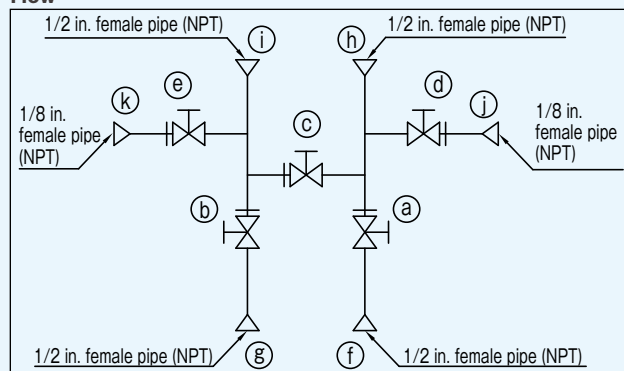 1/2 in. female pipe (NPT)
i
h
1/2 in. female pipe (NPT)
k
e
d
j
1/8 in.
female pipe
(NPT)
c
1/8 in.
female pipe
(NPT)
b
a
1/2 in. female pipe (NPT)
g
f
1/2 in. female pipe (NPT)